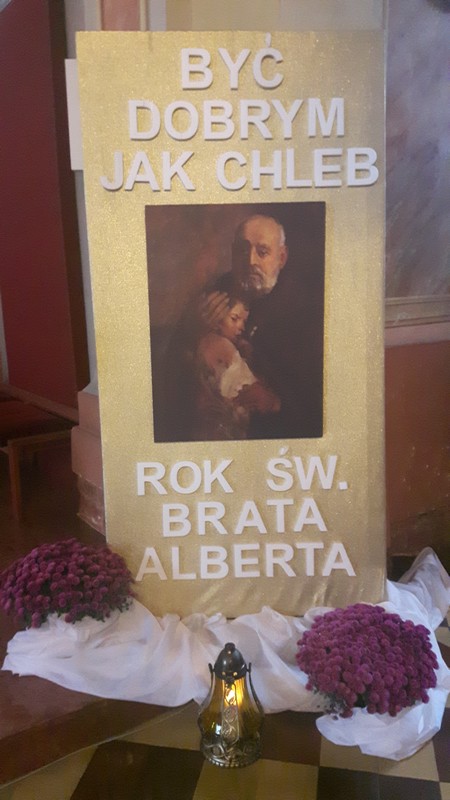 BYĆ
DOBRYM
JAK CHLEB
ROK ŚW.
BRATA
ALBERTA